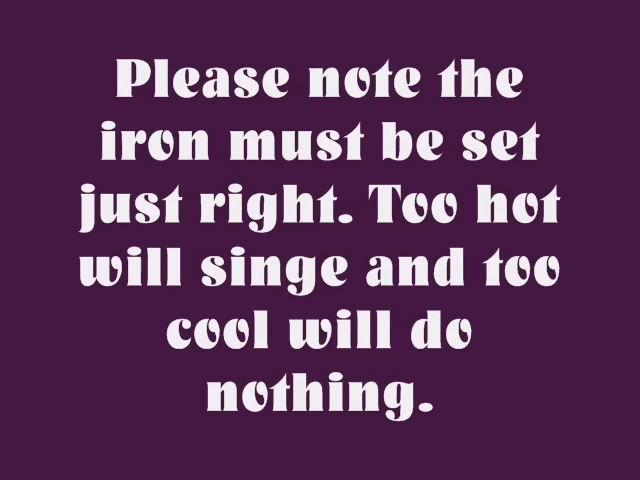 Please note the
iron must be set
just right. Too hot
will singe and too
cool will do
nothing.